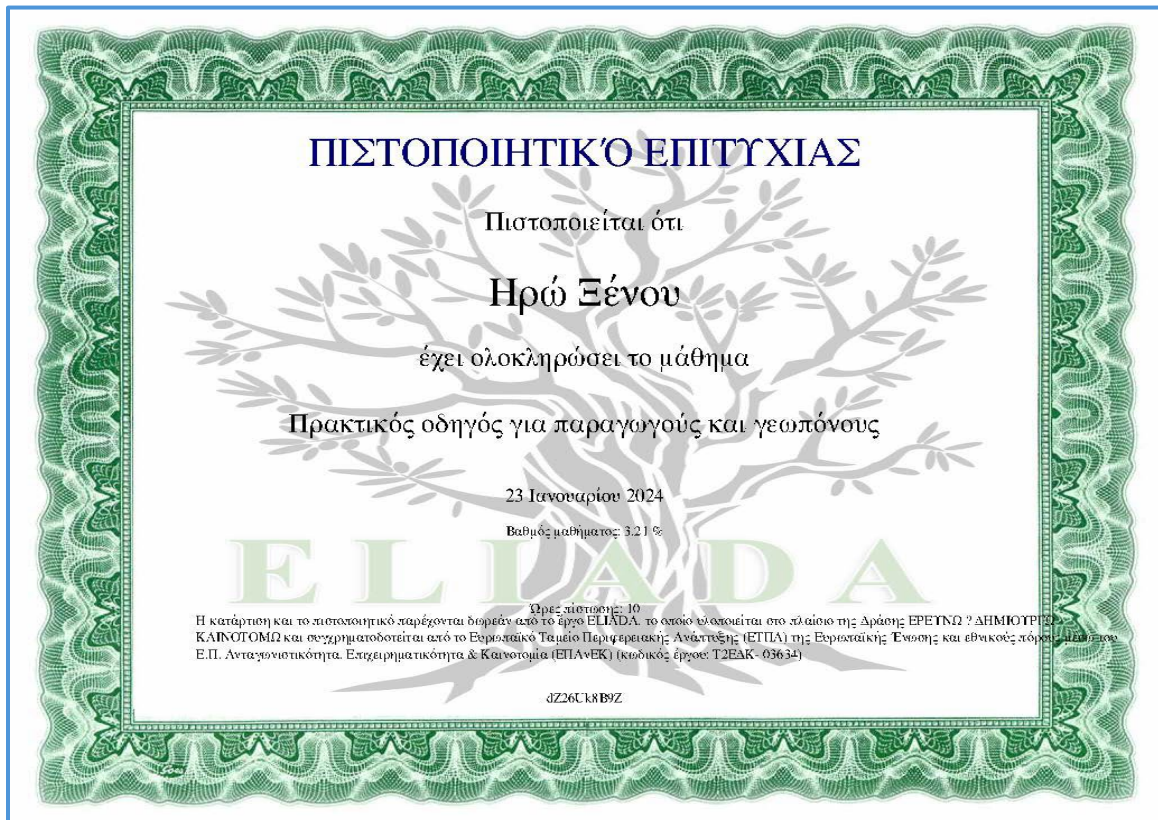 ΠΙΣΤΟΠΟΙΗΤΙΚΌ ΕΠΙΤΥΧΙΑΣ
Πιστοποιείται ότι
Ηρώ Ξένου
έχει ολοκληρώσει το μάθημα
Πρακτικός οδηγός για παραγωγούς και γεωπόνους
23 Ιανουαρίου 2024
Βαθμός μαθήματος: 3.21 %
ELIADA
Ώρες πίστωσης: 10
Η κατάρτιση και το πιστοποιητικό παρέχονται δωρεάν από το έργο ELIADA, το οποίο υλοποιείται στο πλαίσιο της Δράσης ΕΡΕΥΝΩ ? ΔΗΜΙΟΥΡΓΩ
ΚΑΙΝΟΤΟΜΩ και συγχρηματοδοτείται από το Ευρωπαϊκό Ταμείο Περιφερειακής Ανάπτυξης (ΕΤΠΑ) της Ευρωπαϊκής Ένωσης και εθνικούς πόρους μέσω του
Ε.Π. Ανταγωνιστικότητα, Επιχειρηματικότητα & Καινοτομία (ΕΠΑνΕΚ) (κωδικός έργου: Τ2ΕΔΚ- 03634)
dZ26Uk8B9Z